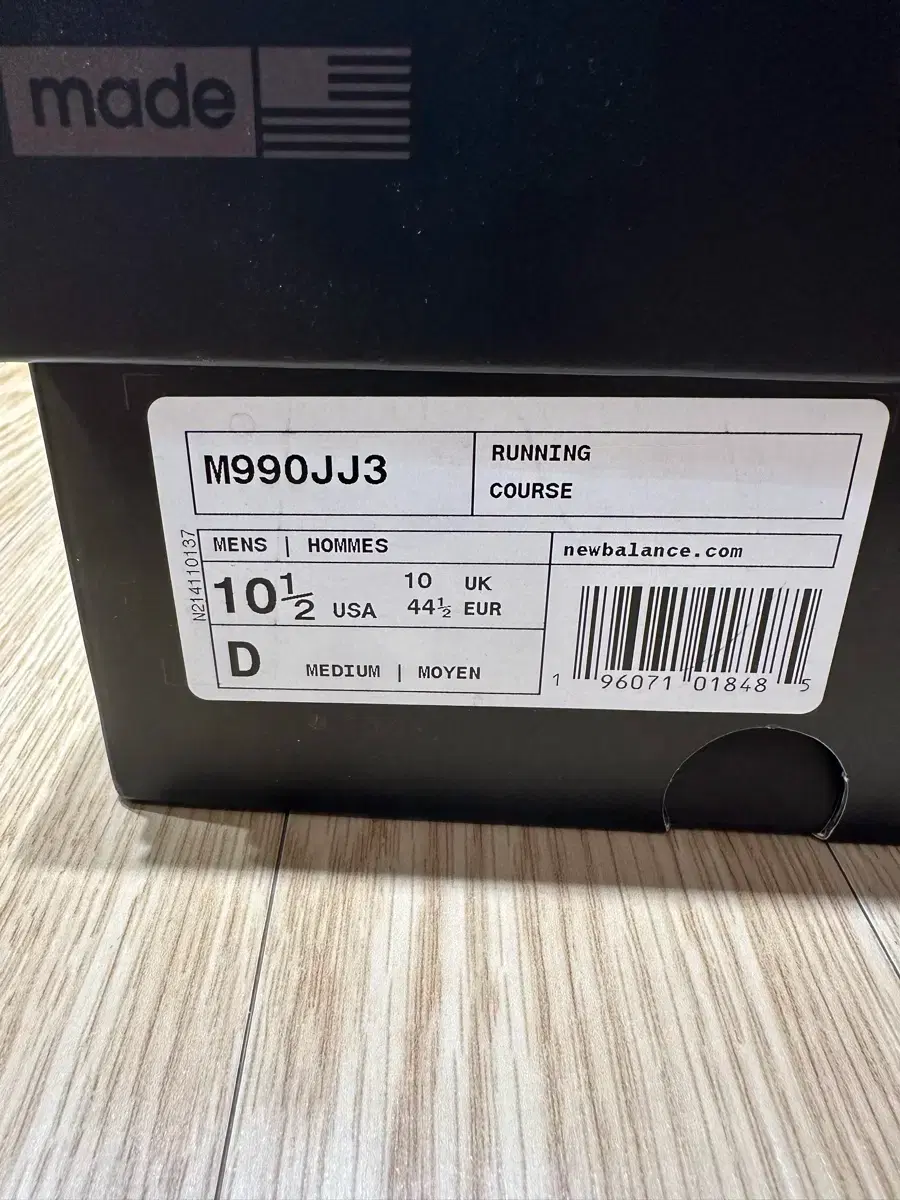 made
M990JJ3
RUNNING
COURSE
N214110137
MENS | HOMMES
newbalance.com
10½ USA
10 UK
44½ EUR
D
MEDIUM | MOYEN
1 96071 01848 5